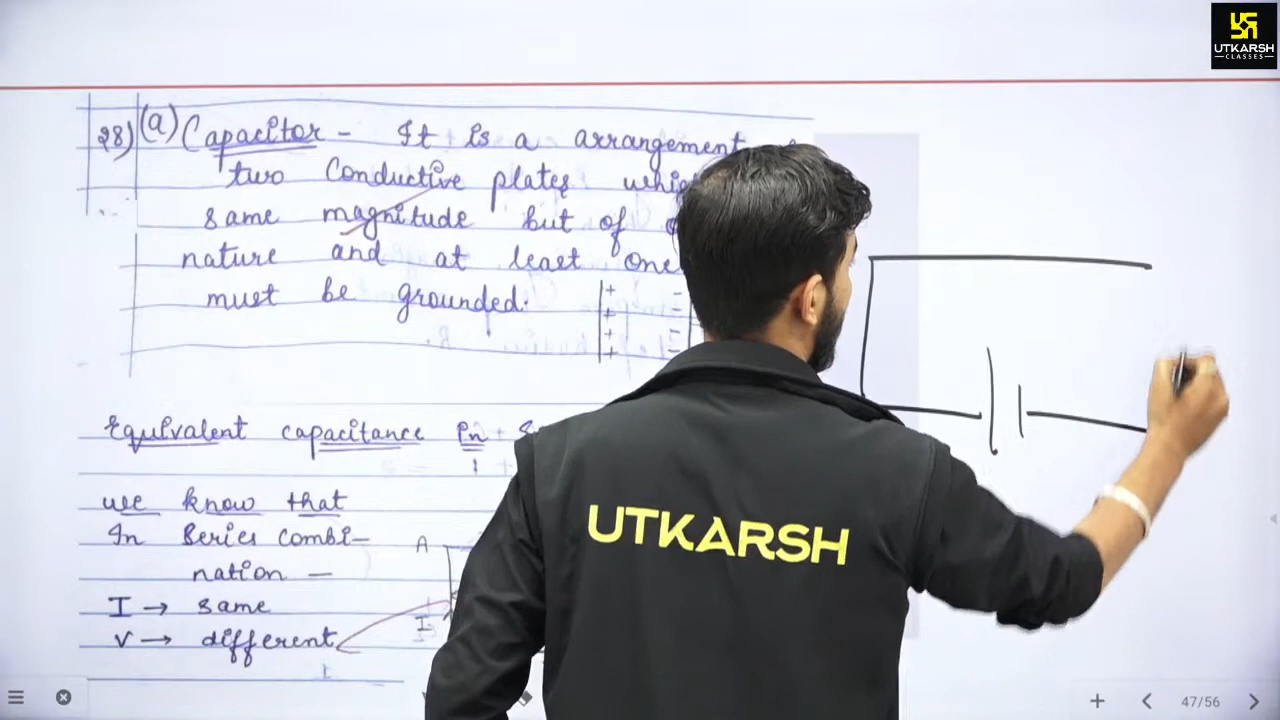 UTKARSH
CLASSES
28) (a) Capacitor - It is a arrangement
two Conductive plates
same magnitude but of
nature and at least one
must be grounded.
Equivalent capacitance in
we know that
In Series combi-
nation —
I → same
V → different
A
I
UTKARSH
47/56